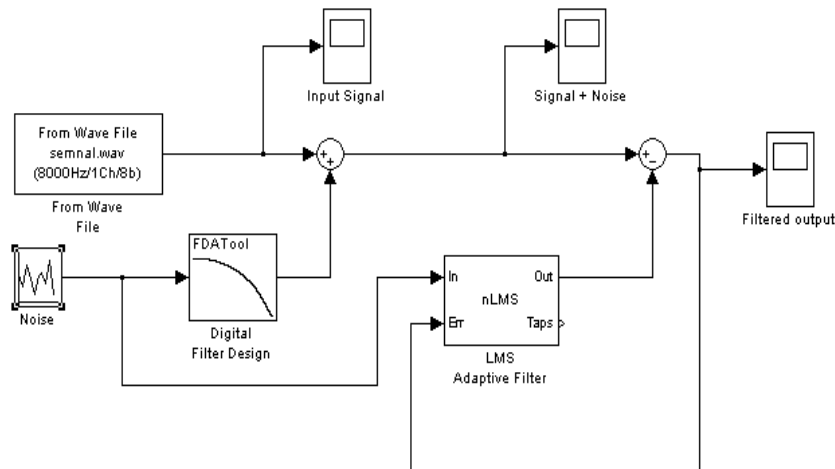 Input Signal
Signal + Noise
From Wave File
semnal.wav
(8000Hz/1Ch/8b)
From Wave
File
+
+
+
-
Filtered output
FDATool
Noise
Digital
Filter Design
In
Out
nLMS
Err
Taps
LMS
Adaptive Filter